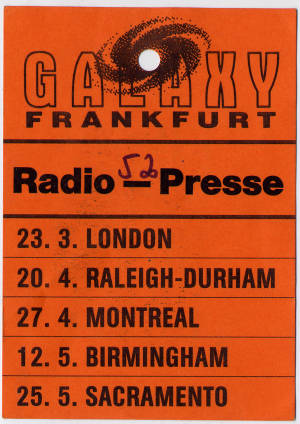 GALAXY
FRANKFURT
52
Radio-Presse
23. 3. LONDON
20. 4. RALEIGH-DURHAM
27. 4. MONTREAL
12. 5. BIRMINGHAM
25. 5. SACRAMENTO